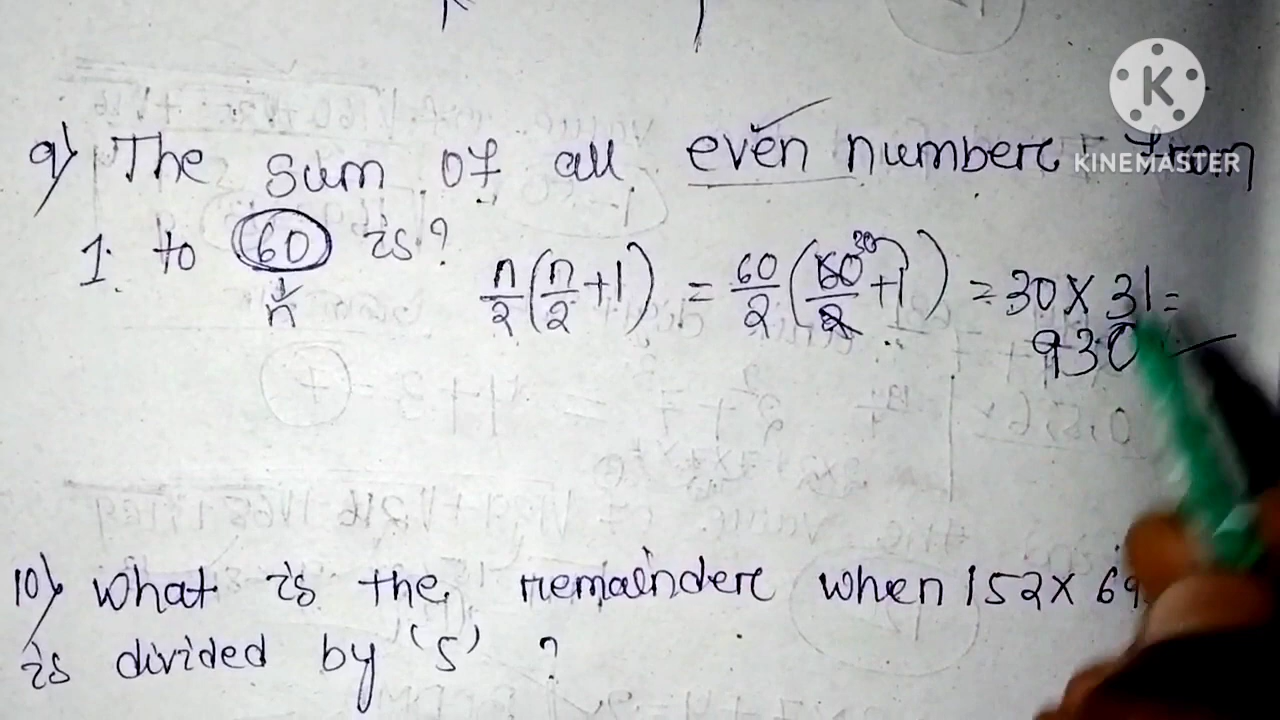 K
KINEMASTER
9) The sum of all even numbers from
1 to 60 is?
n
n/2 (n/2 + 1) = 60/2 (60/2 + 1) = 30 × 31 =
30
930
10) What is the remainder when 152 × 69
is divided by '5' ?